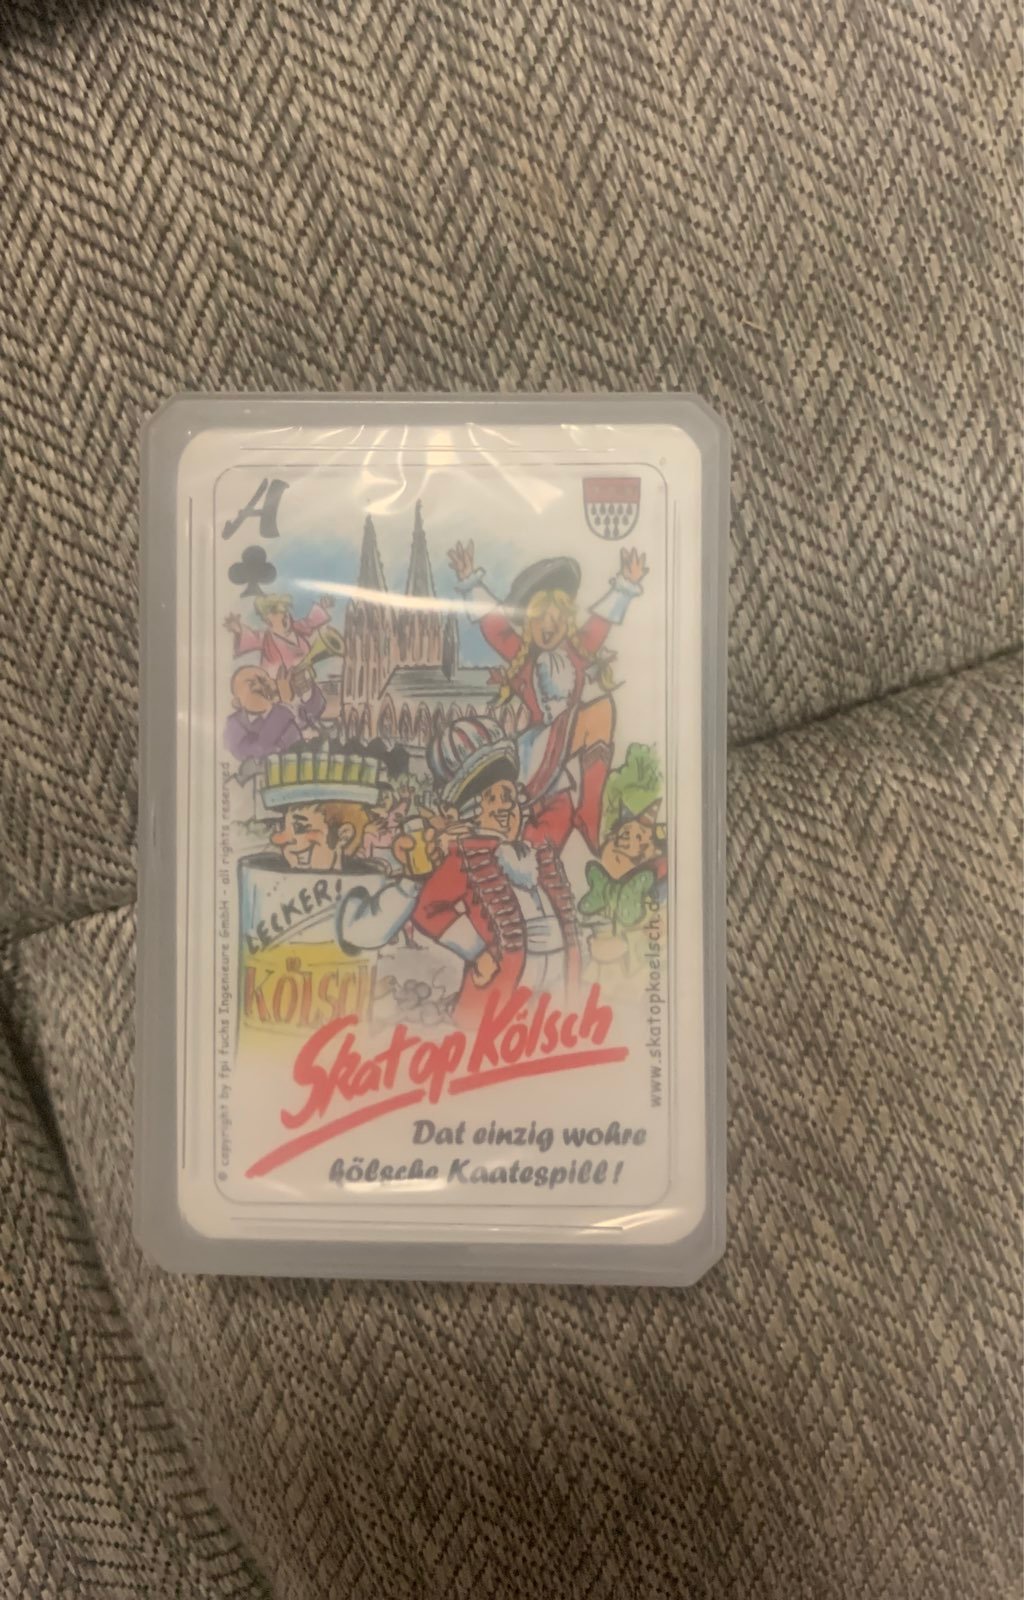 A
LECKER!
KÖLSCH
Skat op Kölsch
Dat einzig wohre
kölsche Kaatespill!
© copyright by fpi fuchs Ingenieure GmbH - all rights reserved
www.skatopkoelsch.de